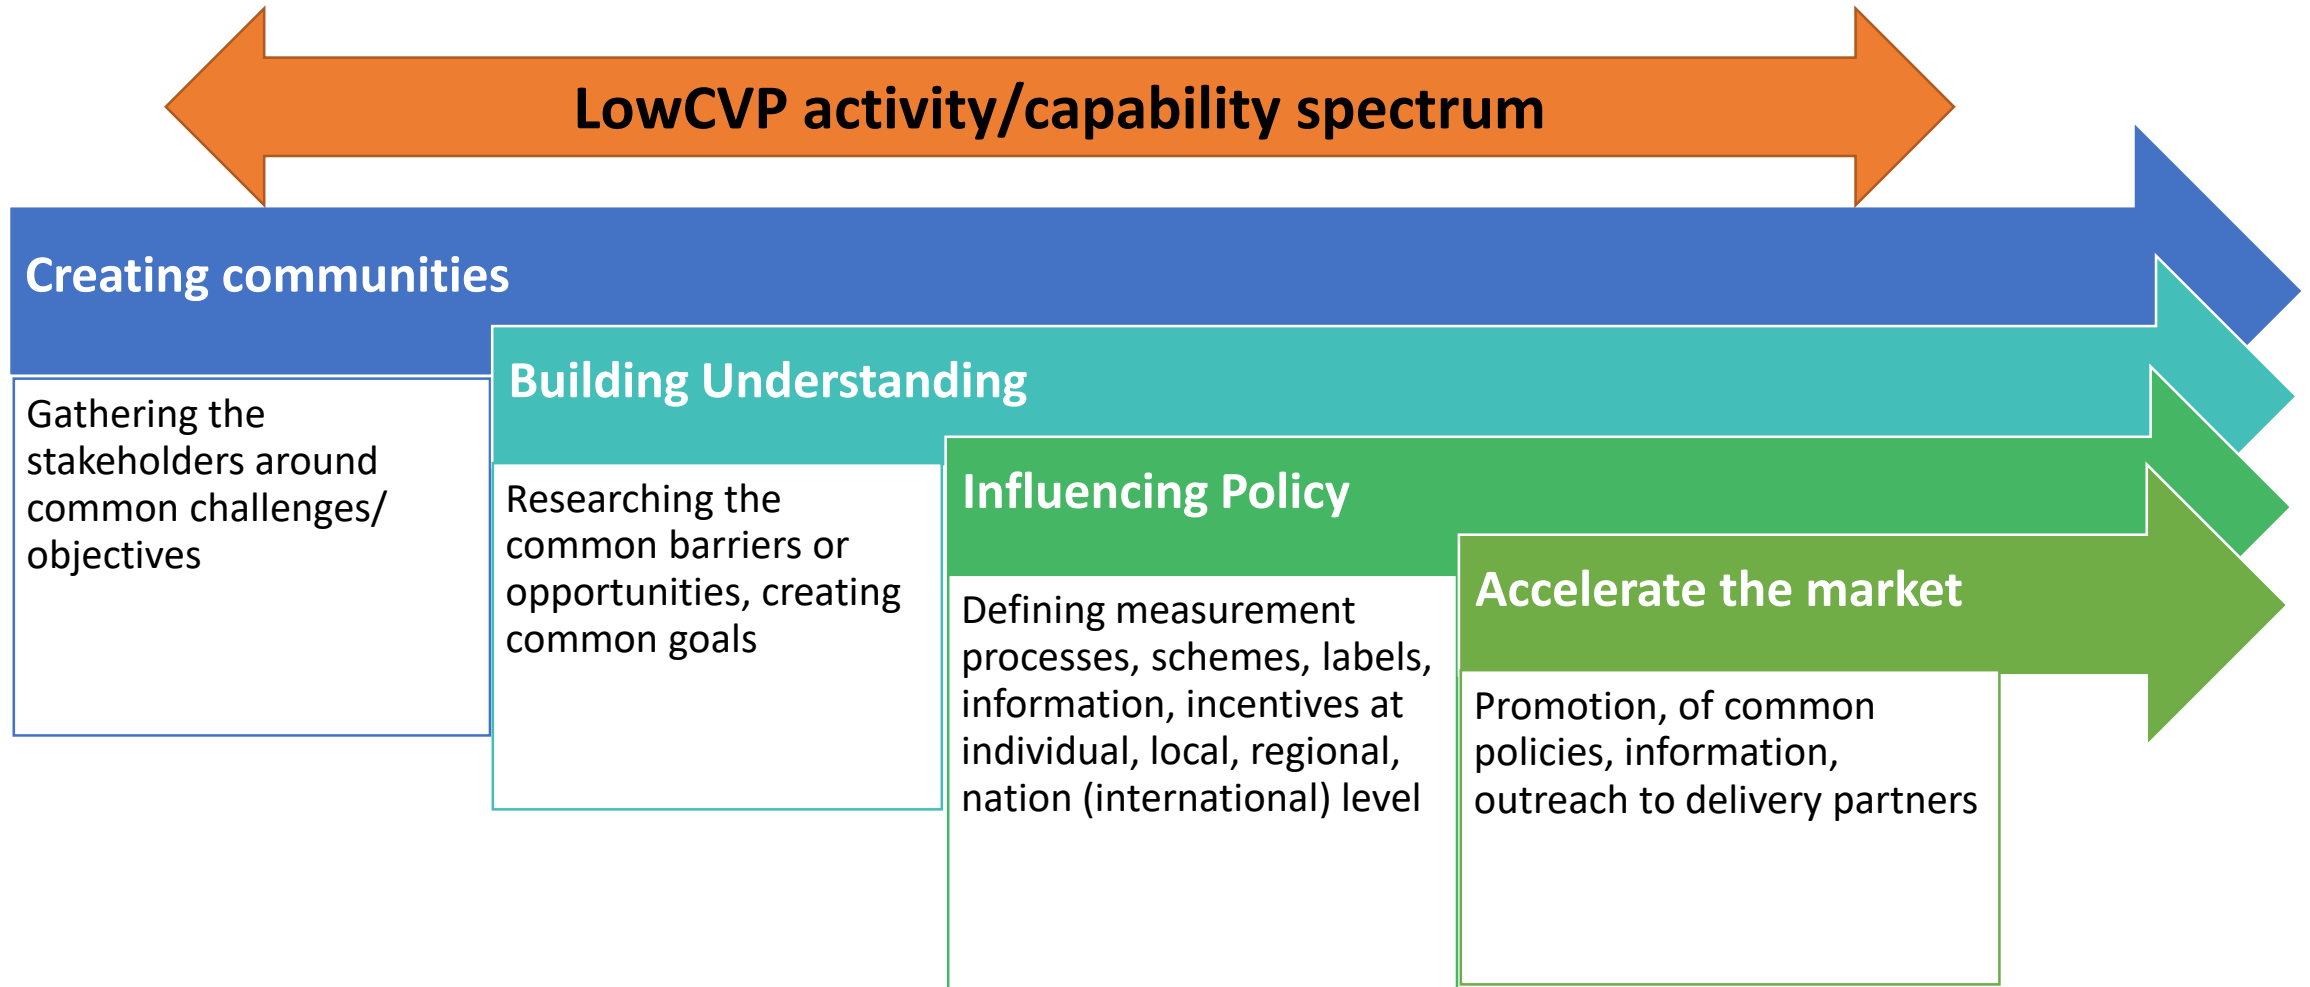 LowCVP activity/capability spectrum
Creating communities
Gathering the
stakeholders around
common challenges/
objectives
Building Understanding
Researching the
common barriers or
opportunities, creating
common goals
Influencing Policy
Defining measurement
processes, schemes, labels,
information, incentives at
individual, local, regional,
nation (international) level
Accelerate the market
Promotion, of common
policies, information,
outreach to delivery partners